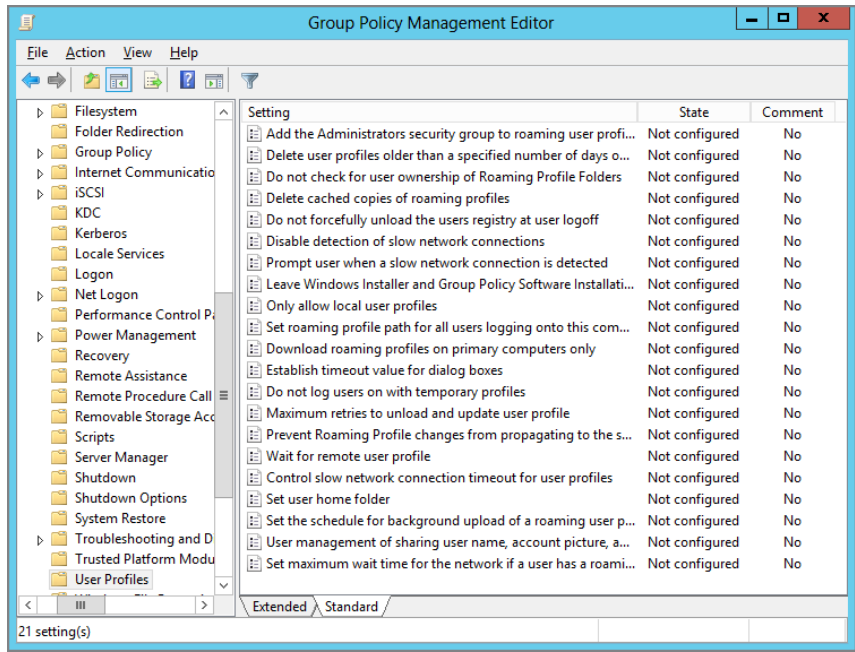 Group Policy Management Editor
File Action View Help
Filesystem
Folder Redirection
Group Policy
Internet Communicatio
iSCSI
KDC
Kerberos
Locale Services
Logon
Net Logon
Performance Control Pa
Power Management
Recovery
Remote Assistance
Remote Procedure Call
Removable Storage Acc
Scripts
Server Manager
Shutdown
Shutdown Options
System Restore
Troubleshooting and D
Trusted Platform Modu
User Profiles
Setting State Comment
Add the Administrators security group to roaming user profi... Not configured No
Delete user profiles older than a specified number of days o... Not configured No
Do not check for user ownership of Roaming Profile Folders Not configured No
Delete cached copies of roaming profiles Not configured No
Do not forcefully unload the users registry at user logoff Not configured No
Disable detection of slow network connections Not configured No
Prompt user when a slow network connection is detected Not configured No
Leave Windows Installer and Group Policy Software Installati... Not configured No
Only allow local user profiles Not configured No
Set roaming profile path for all users logging onto this com... Not configured No
Download roaming profiles on primary computers only Not configured No
Establish timeout value for dialog boxes Not configured No
Do not log users on with temporary profiles Not configured No
Maximum retries to unload and update user profile Not configured No
Prevent Roaming Profile changes from propagating to the s... Not configured No
Wait for remote user profile Not configured No
Control slow network connection timeout for user profiles Not configured No
Set user home folder Not configured No
Set the schedule for background upload of a roaming user p... Not configured No
User management of sharing user name, account picture, a... Not configured No
Set maximum wait time for the network if a user has a roami... Not configured No
Extended Standard
21 setting(s)